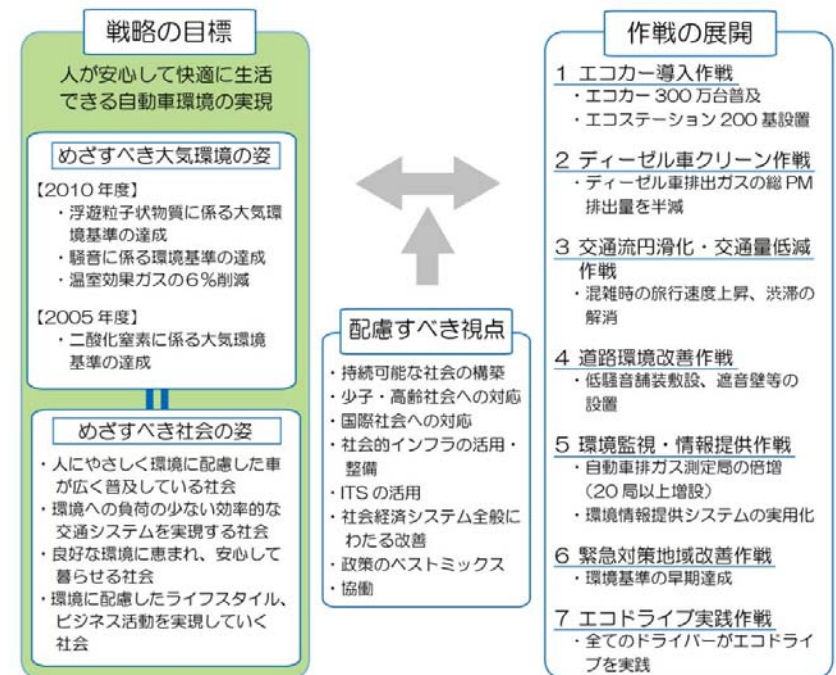 戦略の目標
人が安心して快適に生活
できる自動車環境の実現
めざすべき大気環境の姿
【2010年度】
・浮遊粒子状物質に係る大気環
境基準の達成
・騒音に係る環境基準の達成
・温室効果ガスの6%削減
【2005年度】
・二酸化窒素に係る大気環境
基準の達成
めざすべき社会の姿
・人にやさしく環境に配慮した車
が広く普及している社会
・環境への負荷の少ない効率的な
交通システムを実現する社会
・良好な環境に恵まれ、安心して
暮らせる社会
・環境に配慮したライフスタイル、
ビジネス活動を実現していく
社会
配慮すべき視点
・持続可能な社会の構築
・少子・高齢社会への対応
・国際社会への対応
・社会的インフラの活用・
整備
・ITSの活用
・社会経済システム全般に
わたる改善
・政策のベストミックス
・協働
作戦の展開
1 エコカー導入作戦
・エコカー300万台普及
・エコステーション200基設置
2 ディーゼル車クリーン作戦
・ディーゼル車排出ガスの総PM
排出量を半減
3 交通流円滑化・交通量低減
作戦
・混雑時の旅行速度上昇、渋滞の
解消
4 道路環境改善作戦
・低騒音舗装敷設、遮音壁等の
設置
5 環境監視・情報提供作戦
・自動車排ガス測定局の倍増
(20局以上増設)
・環境情報提供システムの実用化
6 緊急対策地域改善作戦
・環境基準の早期達成
7 エコドライブ実践作戦
・全てのドライバーがエコドライ
ブを実践